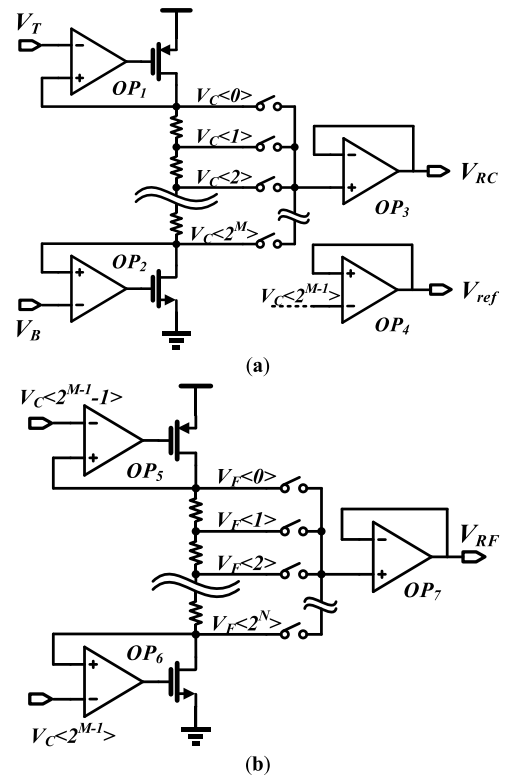 V_T
−
+
OP_1
V_C<0>
V_C<1>
V_C<2>
V_C<2^M>
−
+
OP_3
V_RC
+
−
OP_2
V_B
V_C<2^{M-1}>
+
−
OP_4
V_ref
(a)
V_C<2^{M-1}-1>
−
+
OP_5
V_F<0>
V_F<1>
V_F<2>
V_F<2^N>
−
+
OP_7
V_RF
+
−
OP_6
V_C<2^{M-1}>
(b)